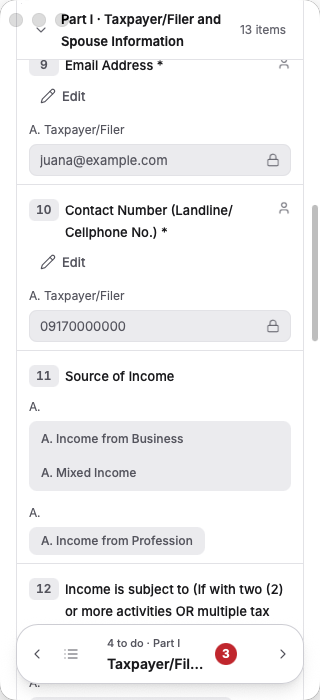 Part I · Taxpayer/Filer and
Spouse Information
13 items
9 Email Address *
Edit
A. Taxpayer/Filer
juana@example.com
10 Contact Number (Landline/
Cellphone No.) *
Edit
A. Taxpayer/Filer
09170000000
11 Source of Income
A.
A. Income from Business
A. Mixed Income
A.
A. Income from Profession
12 Income is subject to (If with two (2)
or more activities OR multiple tax
4 to do · Part I
Taxpayer/Fil...
3
A.